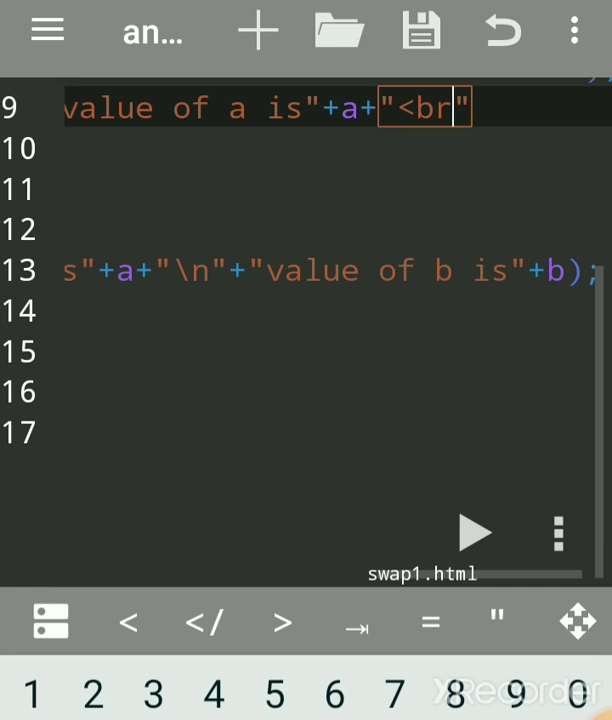 an...
9 value of a is"+a+"<br"
10
11
12
13 s"+a+"\n"+"value of b is"+b);
14
15
16
17
swap1.html
< </ > ⇥ = "
1 2 3 4 5 6 7 8 9 0
XRecorder